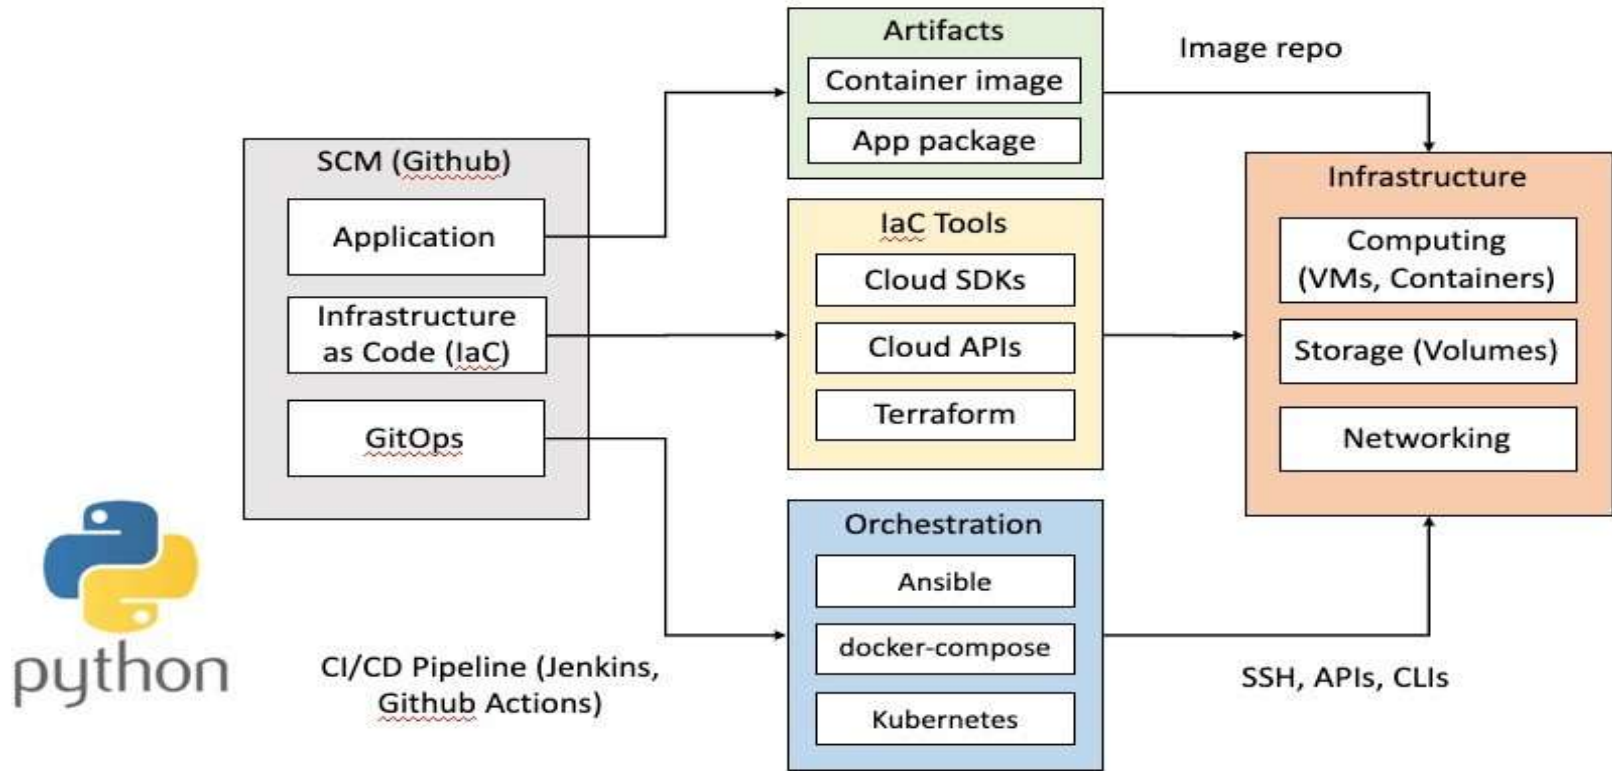 SCM (Github)
Application
Infrastructure
as Code (IaC)
GitOps
Artifacts
Container image
App package
IaC Tools
Cloud SDKs
Cloud APIs
Terraform
Orchestration
Ansible
docker-compose
Kubernetes
Image repo
Infrastructure
Computing
(VMs, Containers)
Storage (Volumes)
Networking
SSH, APIs, CLIs
python
CI/CD Pipeline (Jenkins,
Github Actions)